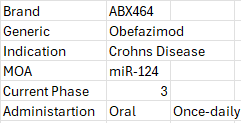 Brand ABX464
Generic Obefazimod
Indication Crohns Disease
MOA miR-124
Current Phase 3
Administartion Oral Once-daily